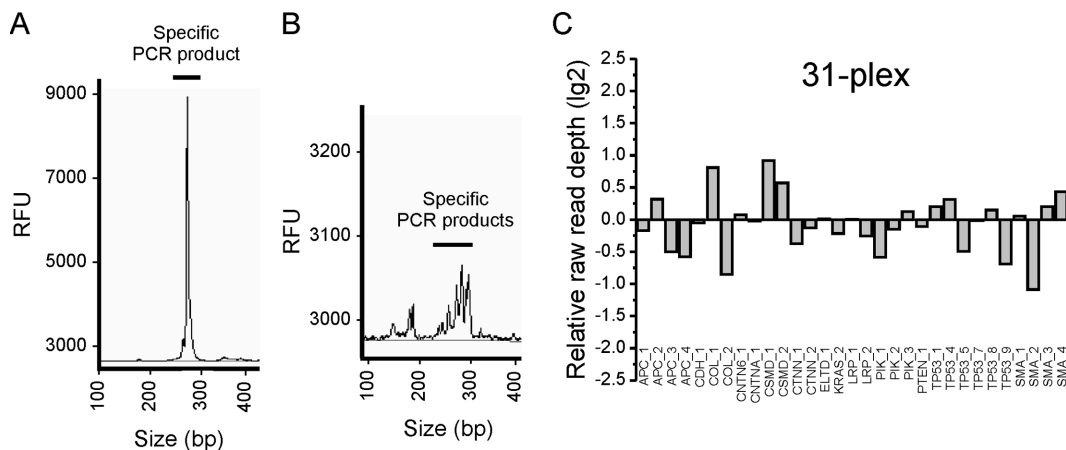 A
Specific
PCR product
RFU
9000
7000
5000
3000
100
200
300
400
Size (bp)
B
Specific
PCR products
RFU
3200
3100
3000
100
200
300
400
Size (bp)
C
31-plex
Relative raw read depth (lg2)
2.5
2.0
1.5
1.0
0.5
0.0
-0.5
-1.0
-1.5
-2.0
-2.5
APC_1
APC_2
APC_3
APC_4
CDH_1
COL_1
COL_2
CNTN6_1
CNTNA_1
CSMD_1
CSMD_2
CTNN_1
CTNN_2
ELTD_1
KRAS_2
LRP_1
LRP_2
PIK_1
PIK_2
PIK_3
PTEN_1
TP53_1
TP53_4
TP53_5
TP53_7
TP53_8
TP53_9
SMA_1
SMA_2
SMA_3
SMA_4